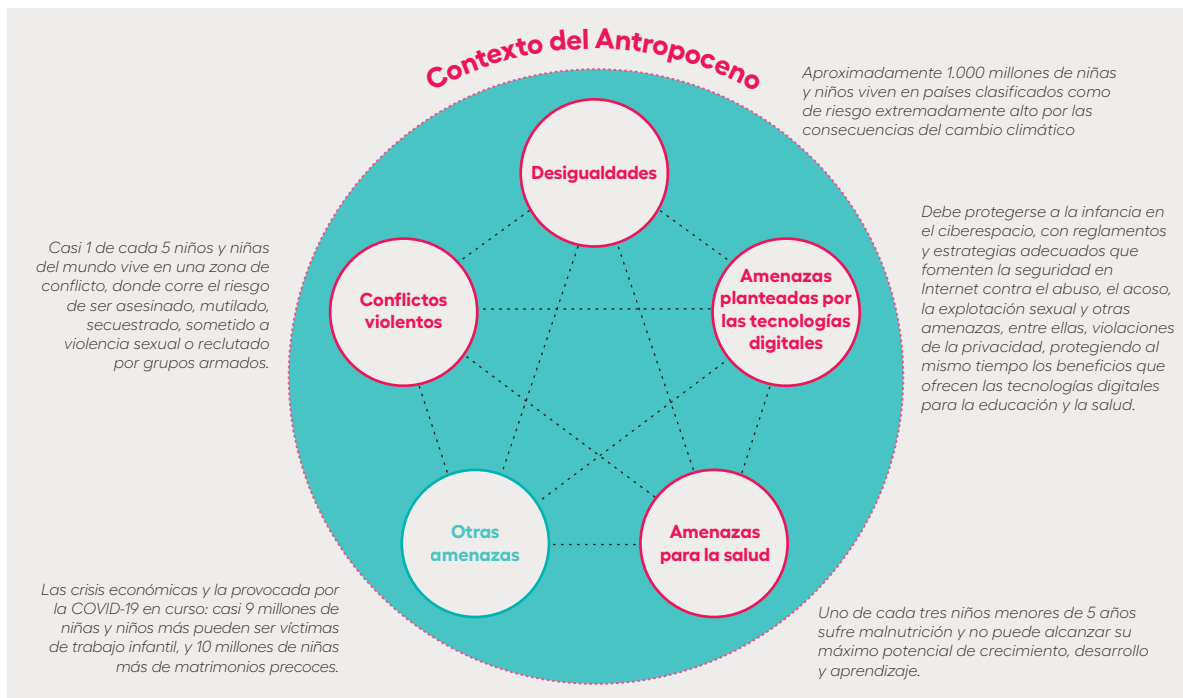 Contexto del Antropoceno
Aproximadamente 1.000 millones de niñas
y niños viven en países clasificados como
de riesgo extremadamente alto por las
consecuencias del cambio climático
Desigualdades
Casi 1 de cada 5 niños y niñas
del mundo vive en una zona de
conflicto, donde corre el riesgo
de ser asesinado, mutilado,
secuestrado, sometido a
violencia sexual o reclutado
por grupos armados.
Conflictos
violentos
Amenazas
planteadas por
las tecnologías
digitales
Debe protegerse a la infancia en
el ciberespacio, con reglamentos
y estrategias adecuados que
fomenten la seguridad en
Internet contra el abuso, el acoso,
la explotación sexual y otras
amenazas, entre ellas, violaciones
de la privacidad, protegiendo al
mismo tiempo los beneficios que
ofrecen las tecnologías digitales
para la educación y la salud.
Otras
amenazas
Amenazas
para la salud
Las crisis económicas y la provocada por
la COVID-19 en curso: casi 9 millones de
niñas y niños más pueden ser víctimas
de trabajo infantil, y 10 millones de niñas
más de matrimonios precoces.
Uno de cada tres niños menores de 5 años
sufre malnutrición y no puede alcanzar su
máximo potencial de crecimiento, desarrollo
y aprendizaje.